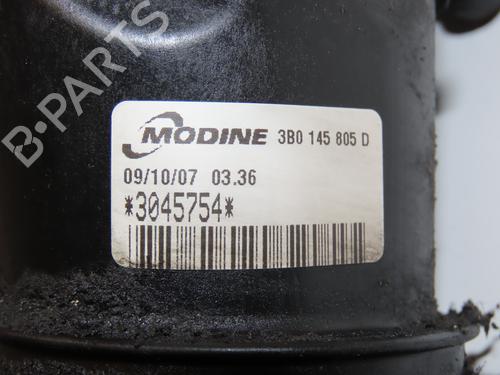 B-PARTS
MODINE 3B0 145 805 D
09/10/07 03.36
*3045754*